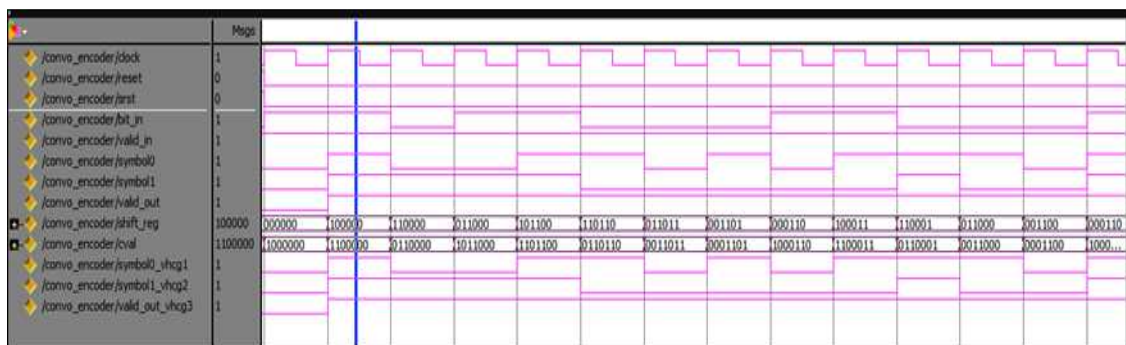 Msgs
/convo_encoder/clock 1
/convo_encoder/reset 0
/convo_encoder/srst 0
/convo_encoder/bit_in 1
/convo_encoder/valid_in 1
/convo_encoder/symbol0 1
/convo_encoder/symbol1 1
/convo_encoder/valid_out 1
/convo_encoder/shift_reg 100000 000000 100000 110000 011000 101100 110110 011011 001101 000110 100011 110001 011000 001100 000110
/convo_encoder/cval 1100000 1000000 1100000 0110000 1011000 1101100 0110110 0011011 0001101 1000110 1100011 0110001 0011000 0001100 1000...
/convo_encoder/symbol0_vhcg1 1
/convo_encoder/symbol1_vhcg2 1
/convo_encoder/valid_out_vhcg3 1